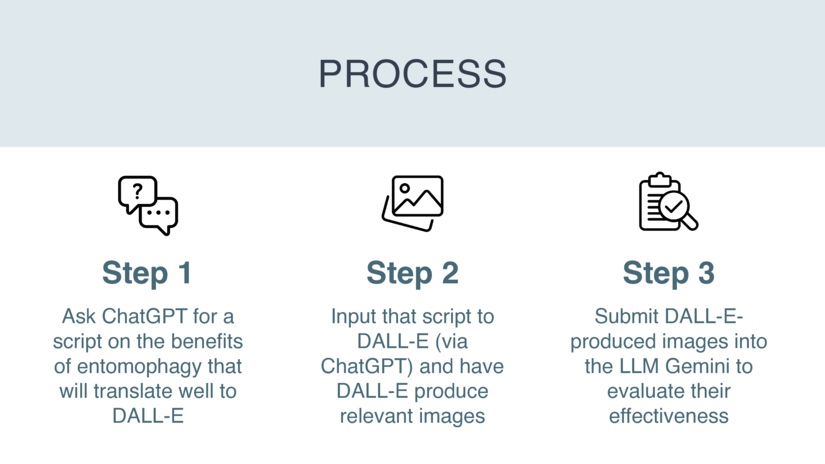 PROCESS
?
Step 1
Ask ChatGPT for a
script on the benefits
of entomophagy that
will translate well to
DALL-E
Step 2
Input that script to
DALL-E (via
ChatGPT) and have
DALL-E produce
relevant images
Step 3
Submit DALL-E-
produced images into
the LLM Gemini to
evaluate their
effectiveness